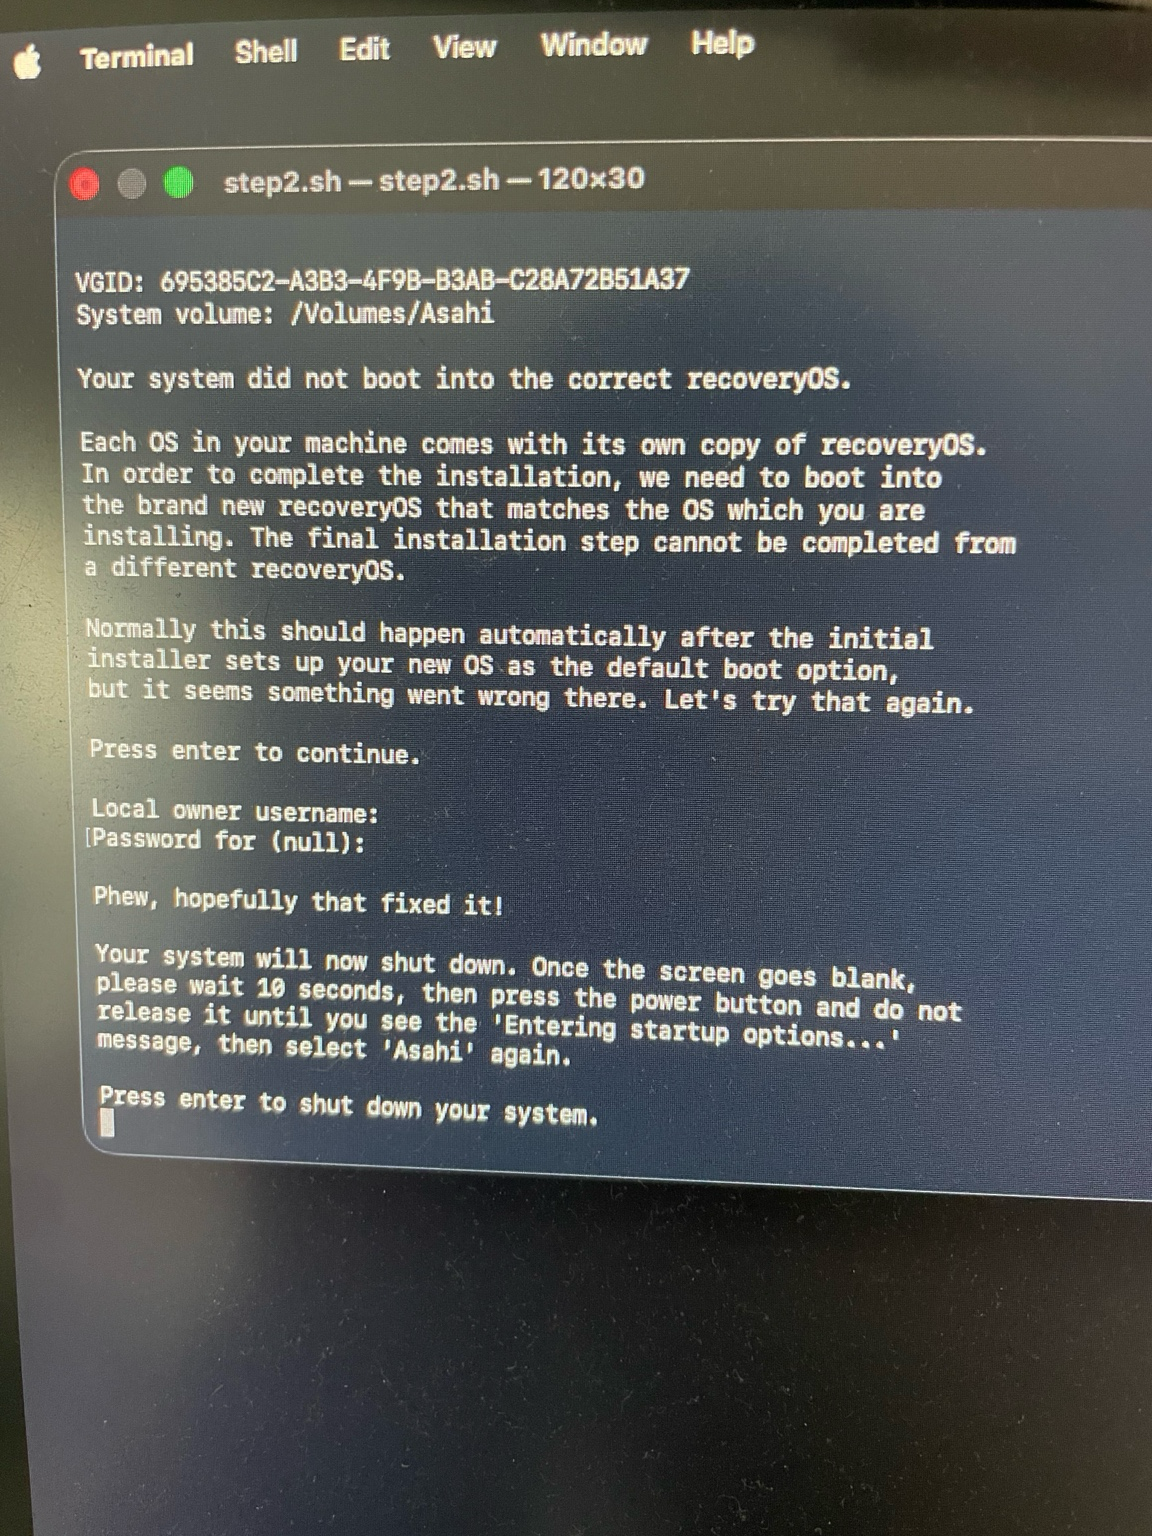 Terminal Shell Edit View Window Help
step2.sh — step2.sh — 120×30
VGID: 695385C2-A3B3-4F9B-B3AB-C28A72B51A37
System volume: /Volumes/Asahi
Your system did not boot into the correct recoveryOS.
Each OS in your machine comes with its own copy of recoveryOS.
In order to complete the installation, we need to boot into
the brand new recoveryOS that matches the OS which you are
installing. The final installation step cannot be completed from
a different recoveryOS.
Normally this should happen automatically after the initial
installer sets up your new OS as the default boot option,
but it seems something went wrong there. Let's try that again.
Press enter to continue.
Local owner username:
[Password for (null):
Phew, hopefully that fixed it!
Your system will now shut down. Once the screen goes blank,
please wait 10 seconds, then press the power button and do not
release it until you see the 'Entering startup options...'
message, then select 'Asahi' again.
Press enter to shut down your system.